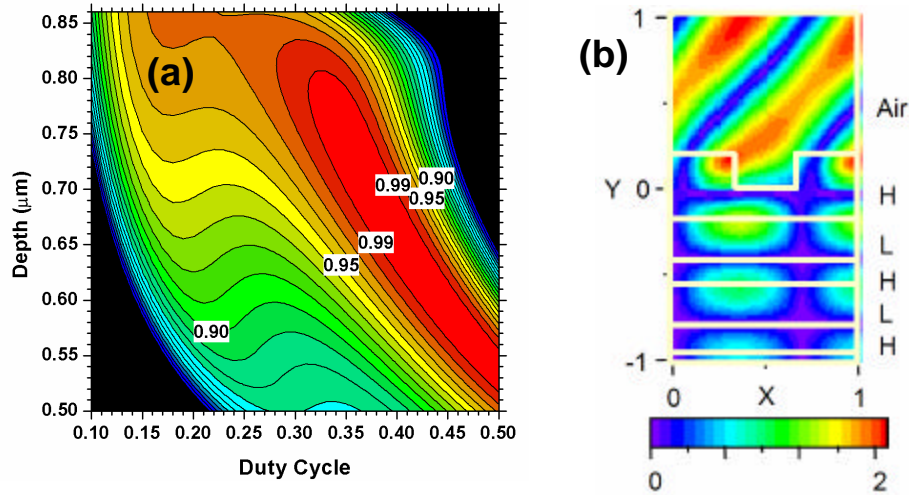 (a)
Depth (μm)
0.85
0.80
0.75
0.70
0.65
0.60
0.55
0.50
0.99
0.90
0.95
0.99
0.95
0.90
0.10 0.15 0.20 0.25 0.30 0.35 0.40 0.45 0.50
Duty Cycle
(b)
1
Y 0
-1
Air
H
L
H
L
H
0 X 1
0 2